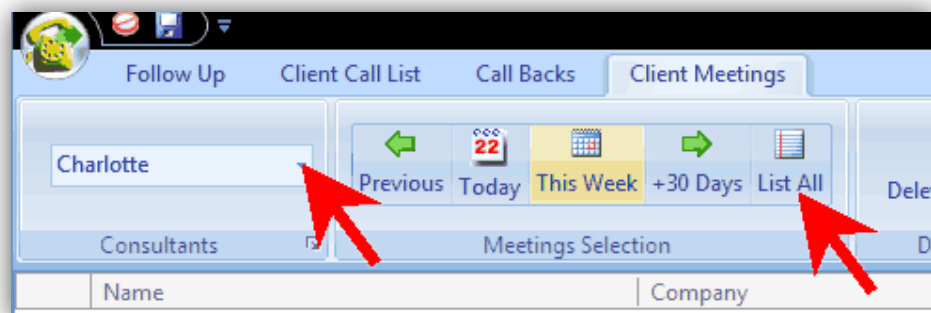 Follow Up Client Call List Call Backs Client Meetings
Charlotte
22
Previous Today This Week +30 Days List All
Consultants Meetings Selection
Name Company